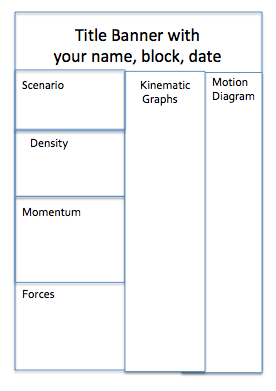 Title Banner with
your name, block, date
Scenario
Density
Momentum
Forces
Kinematic
Graphs
Motion
Diagram